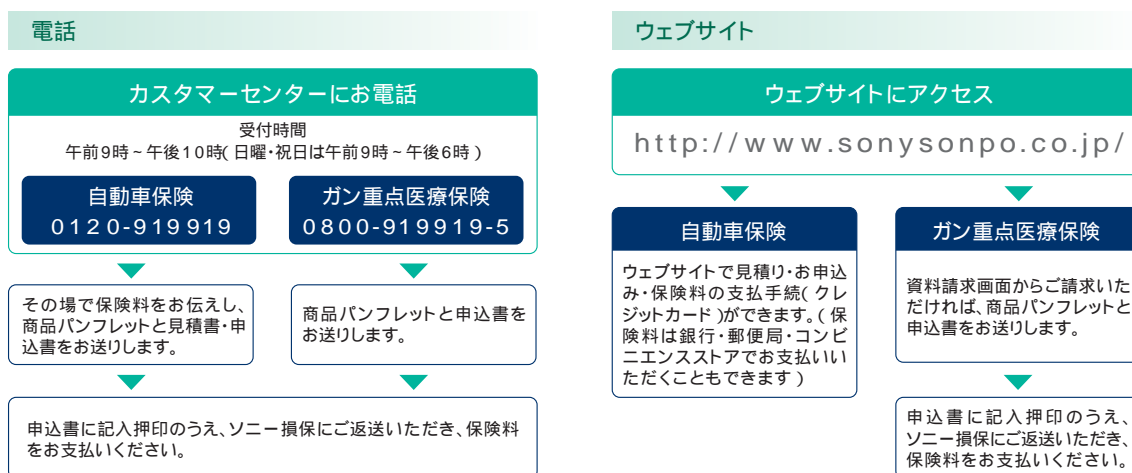 電話
カスタマーセンターにお電話
受付時間
午前9時~午後10時(日曜・祝日は午前9時~午後6時)
自動車保険
0120-919919
ガン重点医療保険
0800-919919-5
その場で保険料をお伝えし、
商品パンフレットと見積書・申
込書をお送りします。
商品パンフレットと申込書を
お送りします。
申込書に記入押印のうえ、ソニー損保にご返送いただき、保険料
をお支払いください。
ウェブサイト
ウェブサイトにアクセス
http://www.sonysonpo.co.jp/
自動車保険
ウェブサイトで見積り・お申込
み・保険料の支払手続(クレ
ジットカード)ができます。(保
険料は銀行・郵便局・コンビ
ニエンスストアでお支払いい
ただくこともできます)
ガン重点医療保険
資料請求画面からご請求いた
だければ、商品パンフレットと
申込書をお送りします。
申込書に記入押印のうえ、
ソニー損保にご返送いただき、
保険料をお支払いください。